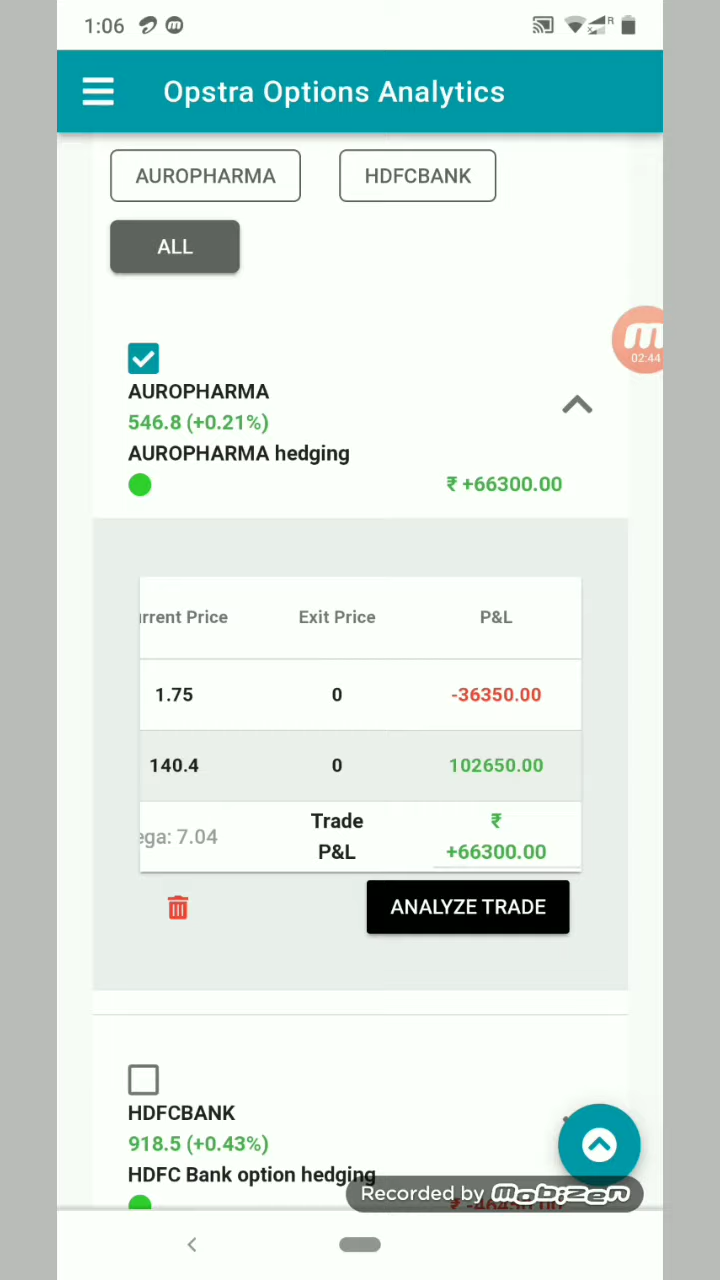 1:06
R
Opstra Options Analytics
AUROPHARMA HDFCBANK
ALL
02:44
AUROPHARMA
546.8 (+0.21%)
AUROPHARMA hedging
₹ +66300.00
rrent Price Exit Price P&L
1.75 0 -36350.00
140.4 0 102650.00
ega: 7.04 Trade P&L ₹ +66300.00
ANALYZE TRADE
HDFCBANK
918.5 (+0.43%)
HDFC Bank option hedging
Recorded by mobizen
₹ -46450.00